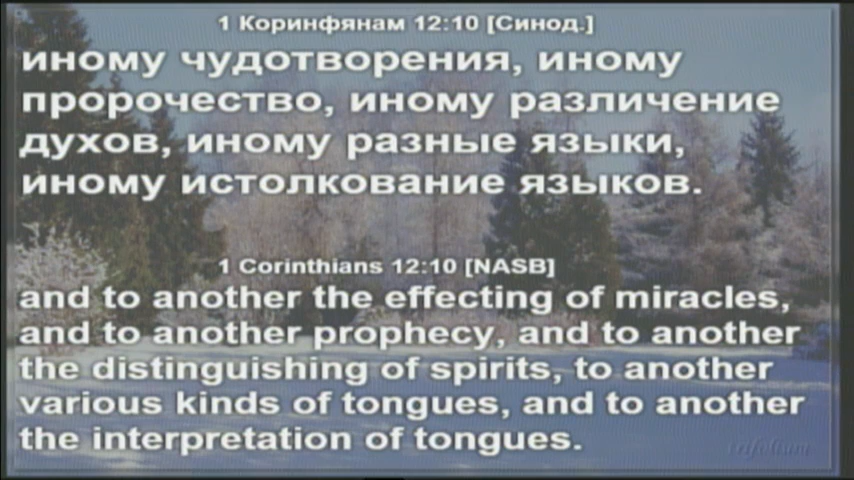 1 Коринфянам 12:10 [Синод.]
иному чудотворения, иному
пророчество, иному различение
духов, иному разные языки,
иному истолкование языков.
1 Corinthians 12:10 [NASB]
and to another the effecting of miracles,
and to another prophecy, and to another
the distinguishing of spirits, to another
various kinds of tongues, and to another
the interpretation of tongues.